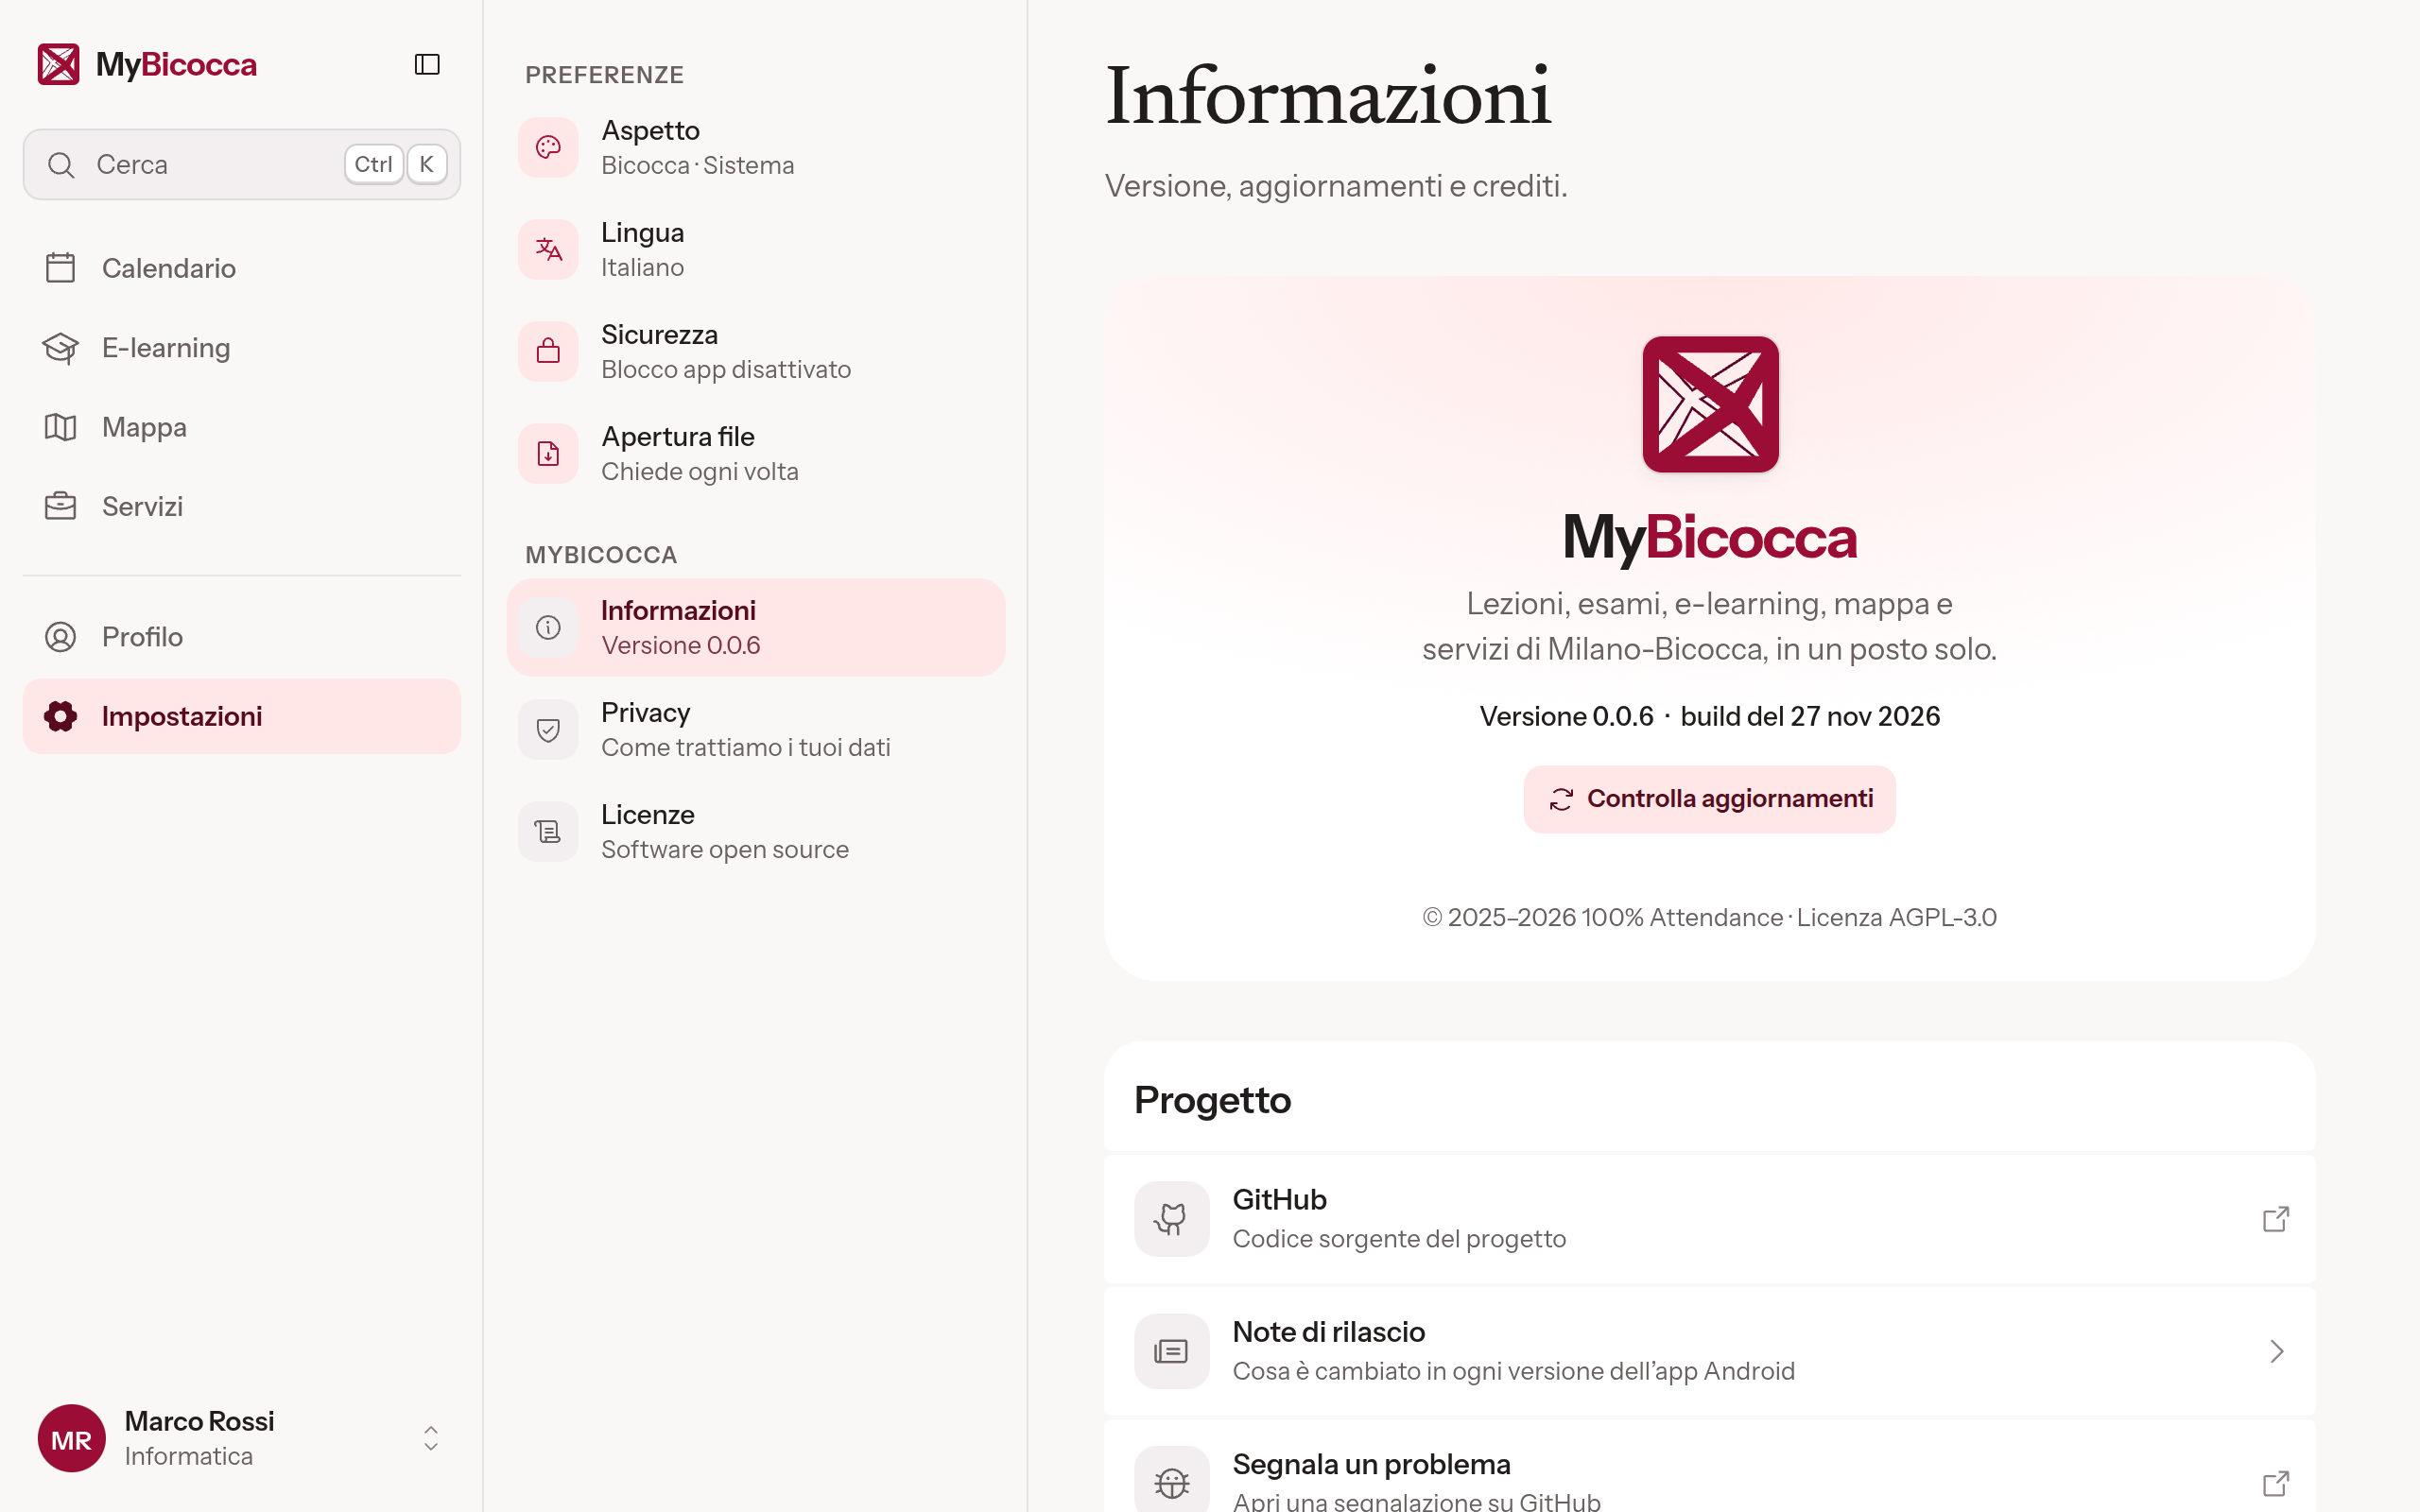 MyBicocca
Cerca
Ctrl K
Calendario
E-learning
Mappa
Servizi
Profilo
Impostazioni
MR
Marco Rossi
Informatica
PREFERENZE
Aspetto
Bicocca · Sistema
Lingua
Italiano
Sicurezza
Blocco app disattivato
Apertura file
Chiede ogni volta
MYBICOCCA
Informazioni
Versione 0.0.6
Privacy
Come trattiamo i tuoi dati
Licenze
Software open source
Informazioni
Versione, aggiornamenti e crediti.
MyBicocca
Lezioni, esami, e-learning, mappa e
servizi di Milano-Bicocca, in un posto solo.
Versione 0.0.6 · build del 27 nov 2026
Controlla aggiornamenti
© 2025–2026 100% Attendance · Licenza AGPL-3.0
Progetto
GitHub
Codice sorgente del progetto
Note di rilascio
Cosa è cambiato in ogni versione dell’app Android
Segnala un problema
Apri una segnalazione su GitHub